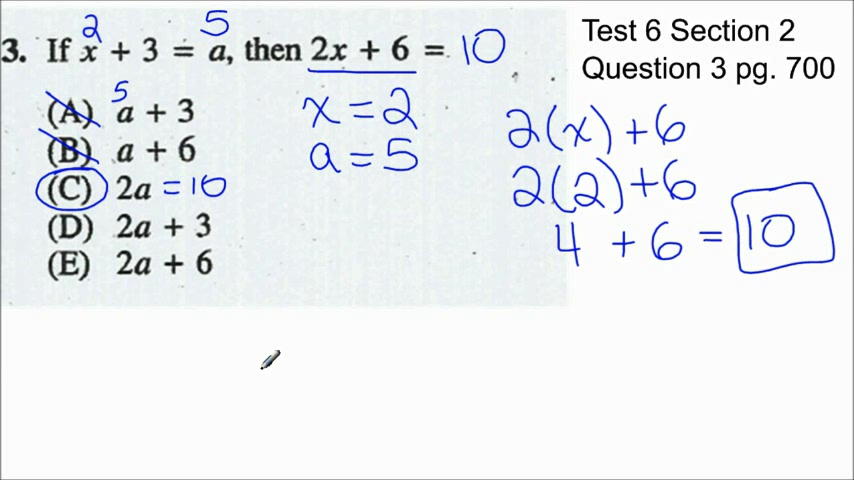 Test 6 Section 2
Question 3 pg. 700
2 5
3. If x + 3 = a, then 2x + 6 = 10
5
(A) a + 3
(B) a + 6
(C) 2a = 10
(D) 2a + 3
(E) 2a + 6
x = 2
a = 5
2(x) + 6
2(2) + 6
4 + 6 = 10